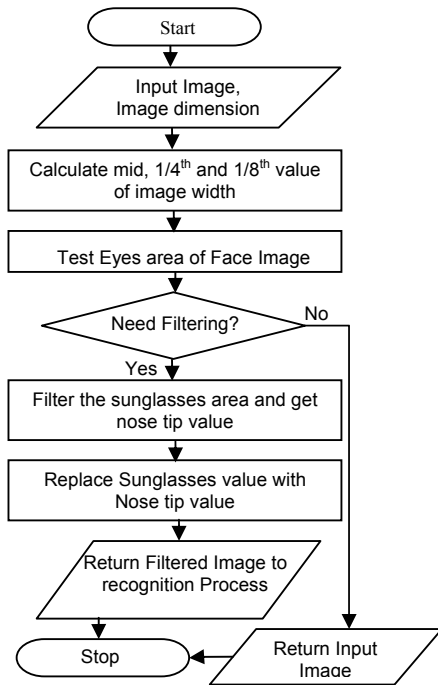 Start
Input Image,
Image dimension
Calculate mid, 1/4th and 1/8th value
of image width
Test Eyes area of Face Image
Need Filtering?
No
Yes
Filter the sunglasses area and get
nose tip value
Replace Sunglasses value with
Nose tip value
Return Filtered Image to
recognition Process
Stop
Return Input
Image